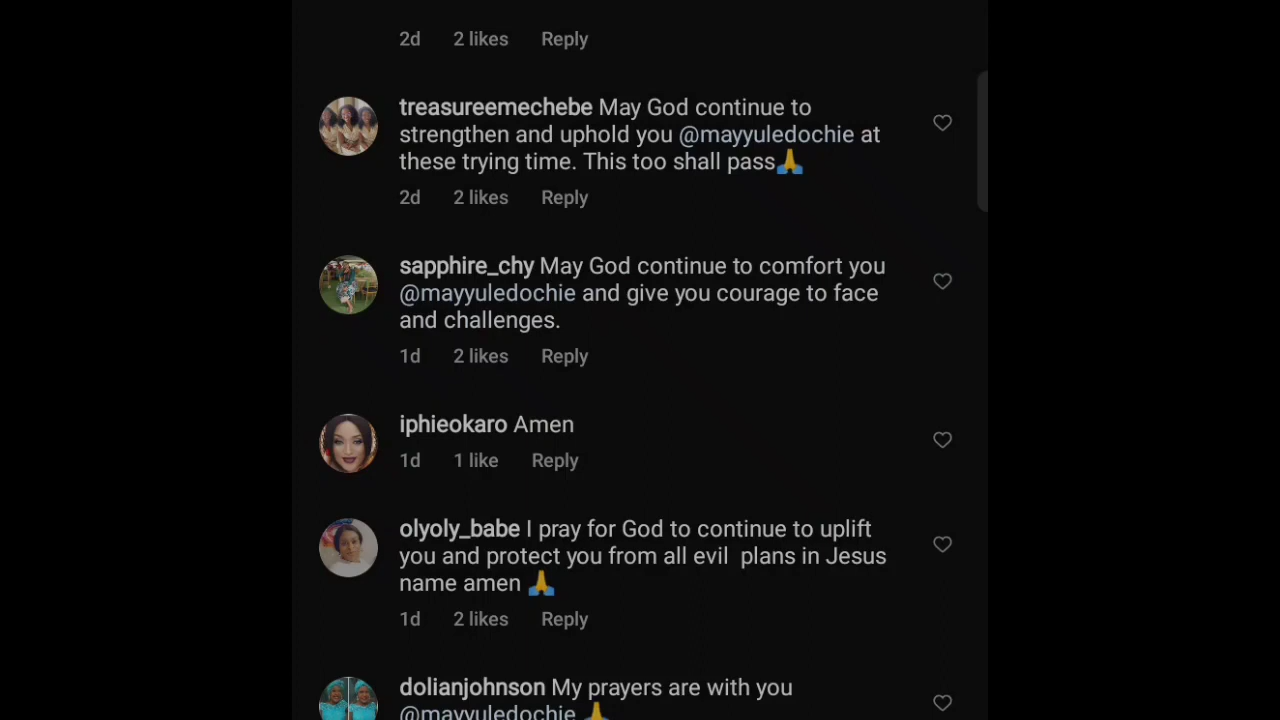 2d 2 likes Reply
treasureemechebe May God continue to
strengthen and uphold you @mayyuledochie at
these trying time. This too shall pass🙏
2d 2 likes Reply
sapphire_chy May God continue to comfort you
@mayyuledochie and give you courage to face
and challenges.
1d 2 likes Reply
iphieokaro Amen
1d 1 like Reply
olyoly_babe I pray for God to continue to uplift
you and protect you from all evil  plans in Jesus
name amen 🙏
1d 2 likes Reply
dolianjohnson My prayers are with you
@mayyuledochie 🙏